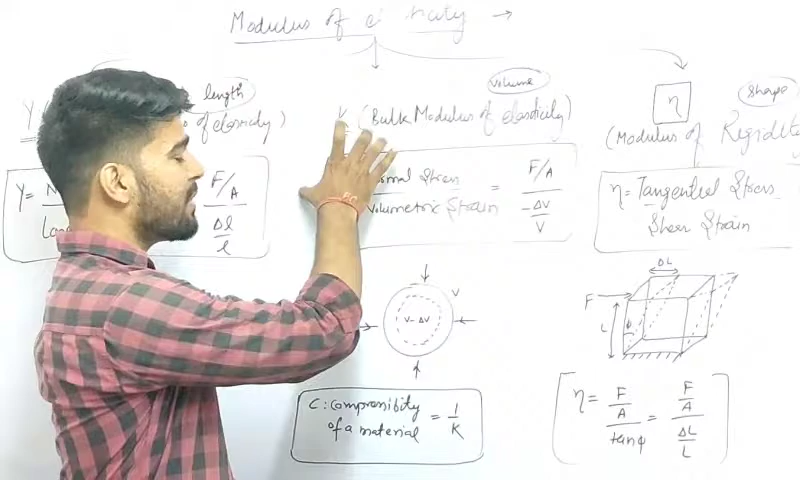 Modulus of
length
of elasticity)
Y =
F/A
Δl
l
volume
(Bulk Modulus of elasticity)
Stress
volumetric Strain
=
F/A
-ΔV
V
V
V-ΔV
C: Compressibility
of a material
= 1
K
Shape
η
(Modulus of
η = Tangential Stress
Shear Strain
ΔL
F
L
φ
η = F
A
tanφ
= F
A
ΔL
L